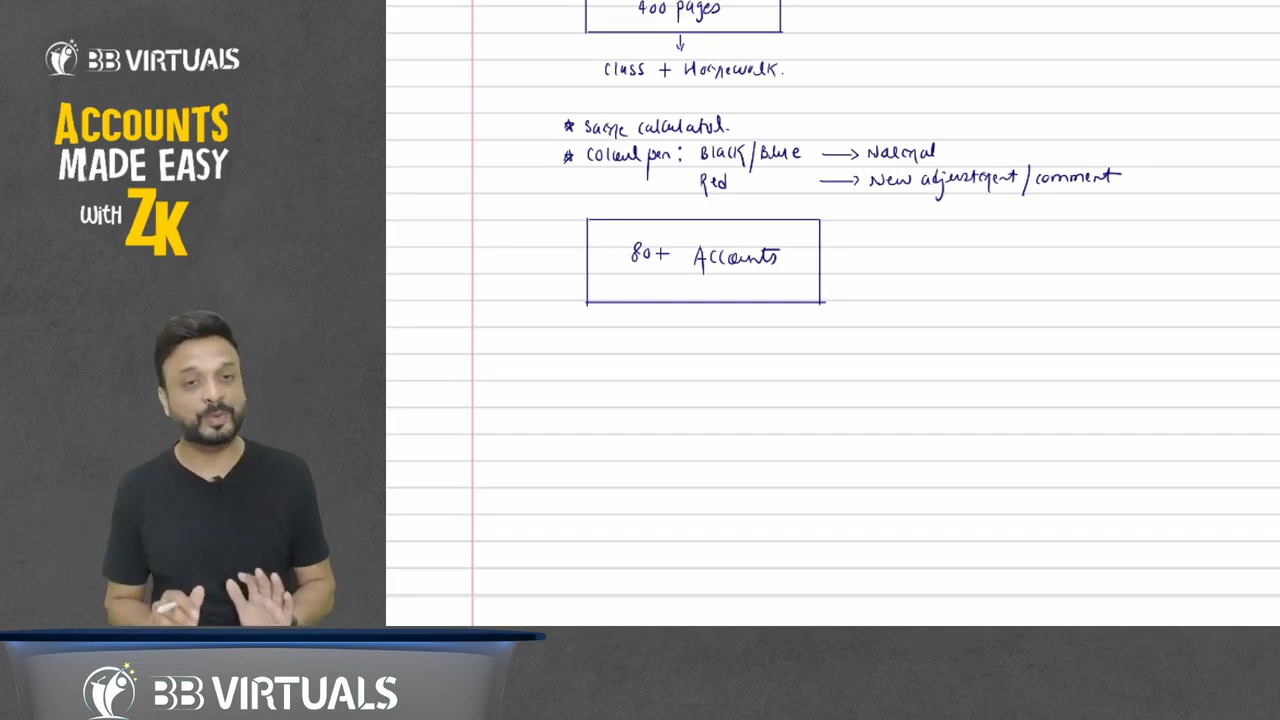 BB VIRTUALS
ACCOUNTS
MADE EASY
with ZK
400 pages
Class + Homework.
* Same calculator.
* Colour pen: Black/Blue → Normal
Red → New adjustment/comment
80+ Accounts
BB VIRTUALS